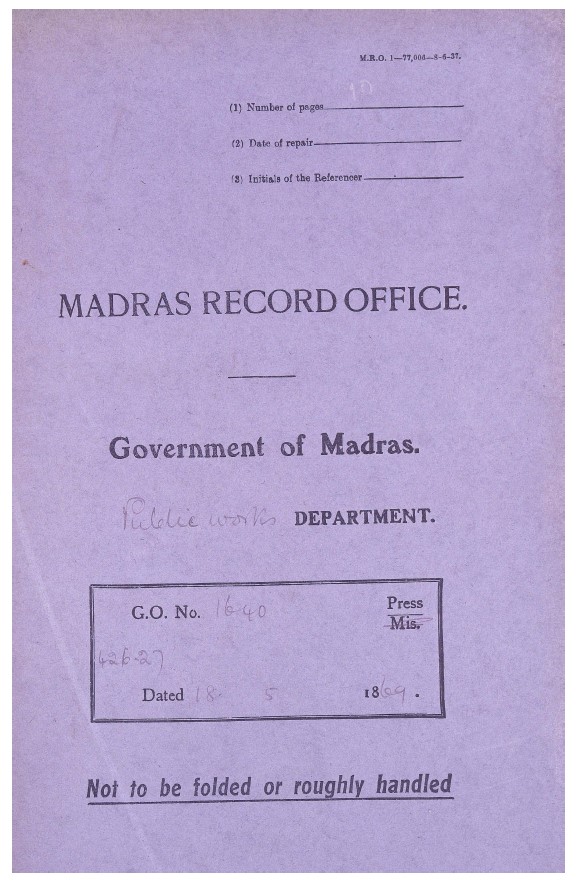 M.R.O. 1—77,000—8-6-37.
(1) Number of pages 10
(2) Date of repair
(3) Initials of the Referencer
MADRAS RECORD OFFICE.
Government of Madras.
Public works DEPARTMENT.
G.O. No. 1640 Press
Mis.
426-27
Dated 18. 5 1869.
Not to be folded or roughly handled